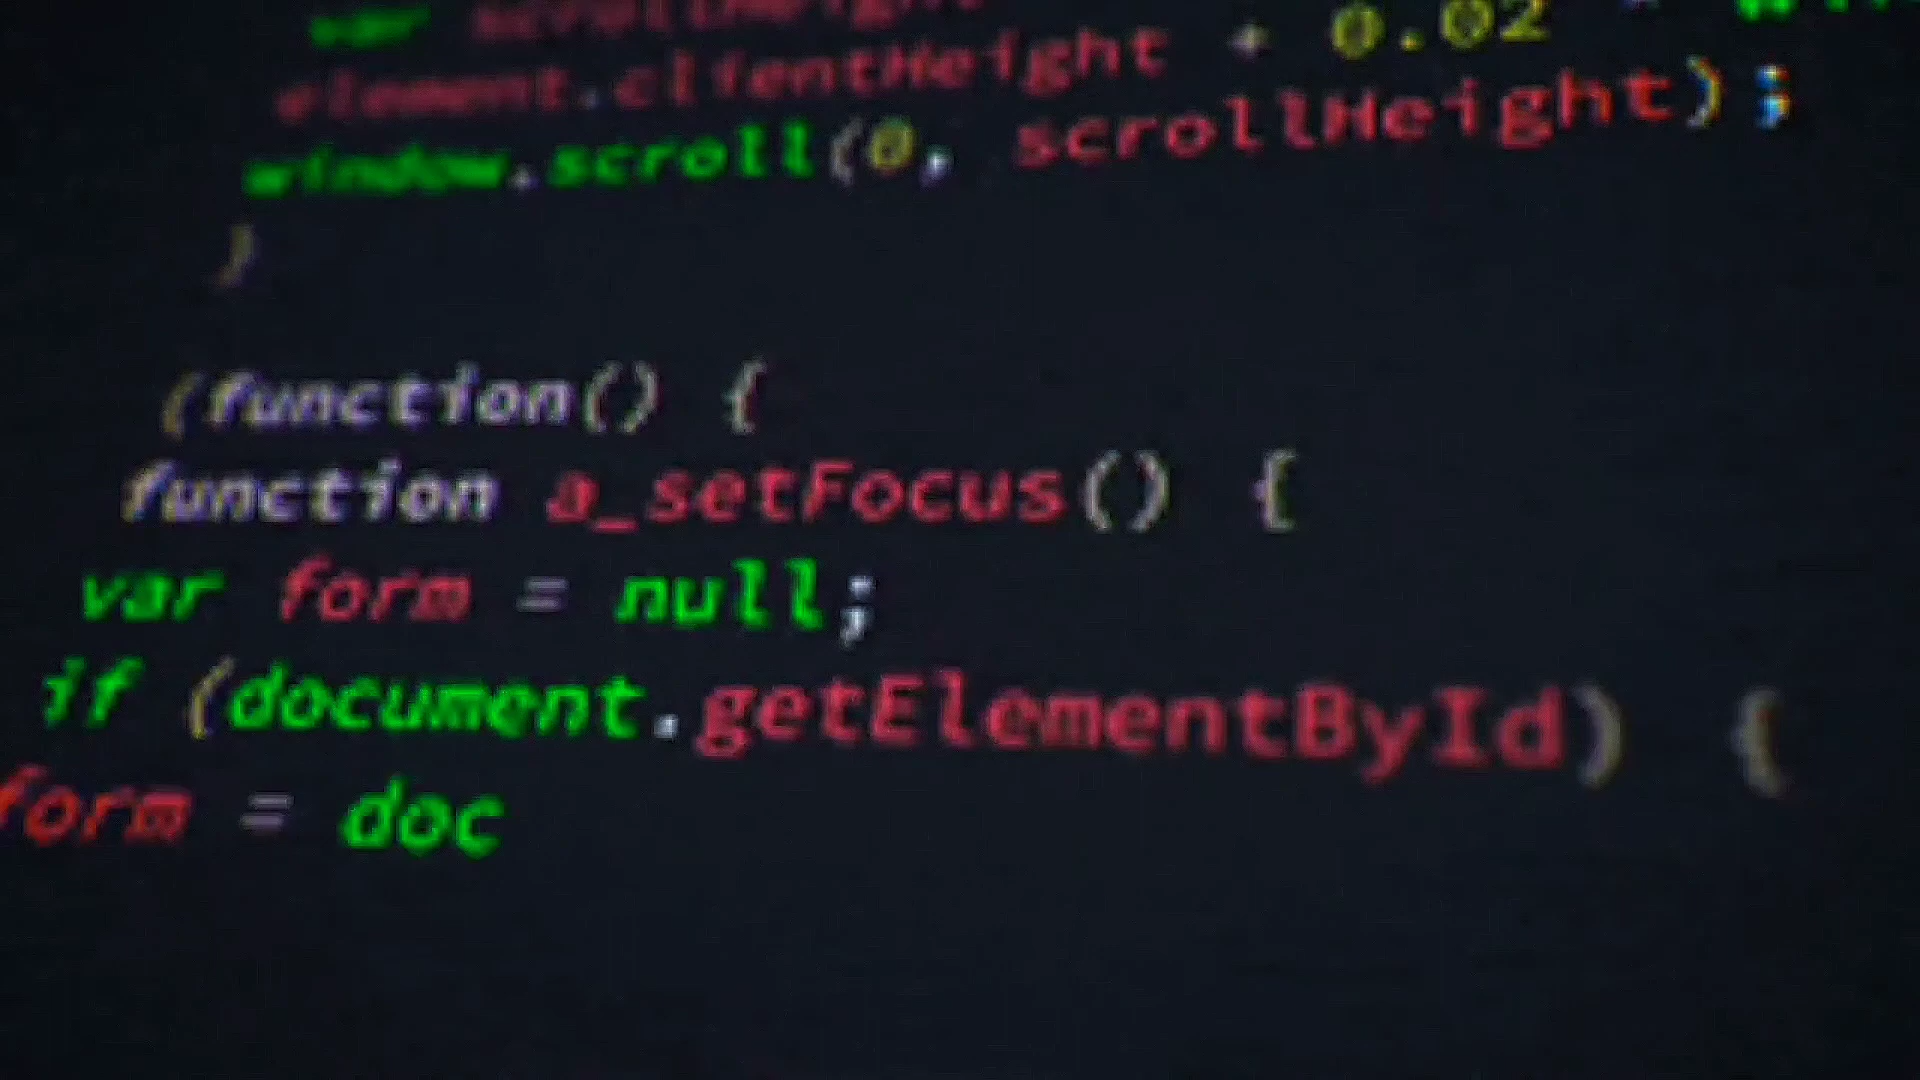 var scrollHeight
element.clientHeight + 0.02 *
window.scroll(0, scrollHeight);
}
(function() {
function a_setFocus() {
var form = null;
if (document.getElementById) {
form = doc